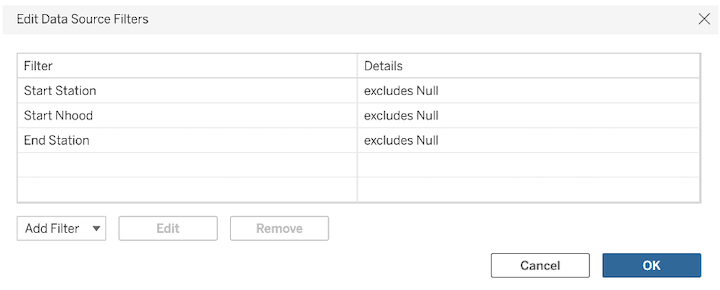 Edit Data Source Filters
Filter Details
Start Station excludes Null
Start Nhood excludes Null
End Station excludes Null
Add Filter Edit Remove
Cancel OK